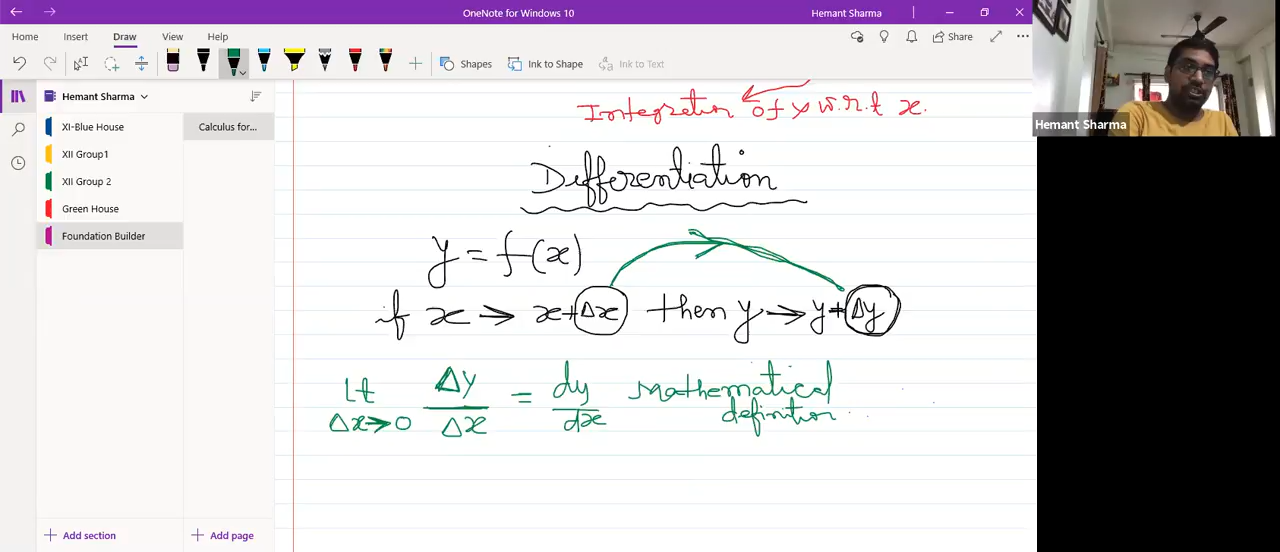 OneNote for Windows 10
Hemant Sharma
Home Insert Draw View Help
Share
Shapes Ink to Shape Ink to Text
Hemant Sharma
XI-Blue House
XII Group1
XII Group 2
Green House
Foundation Builder
Calculus for...
Add section
Add page
Integration of y w.r.t x.
Differentiation
y = f(x)
if x → x+Δx then y → y+Δy
Lt Δx→0 Δy/Δx = dy/dx Mathematical
definition
Hemant Sharma